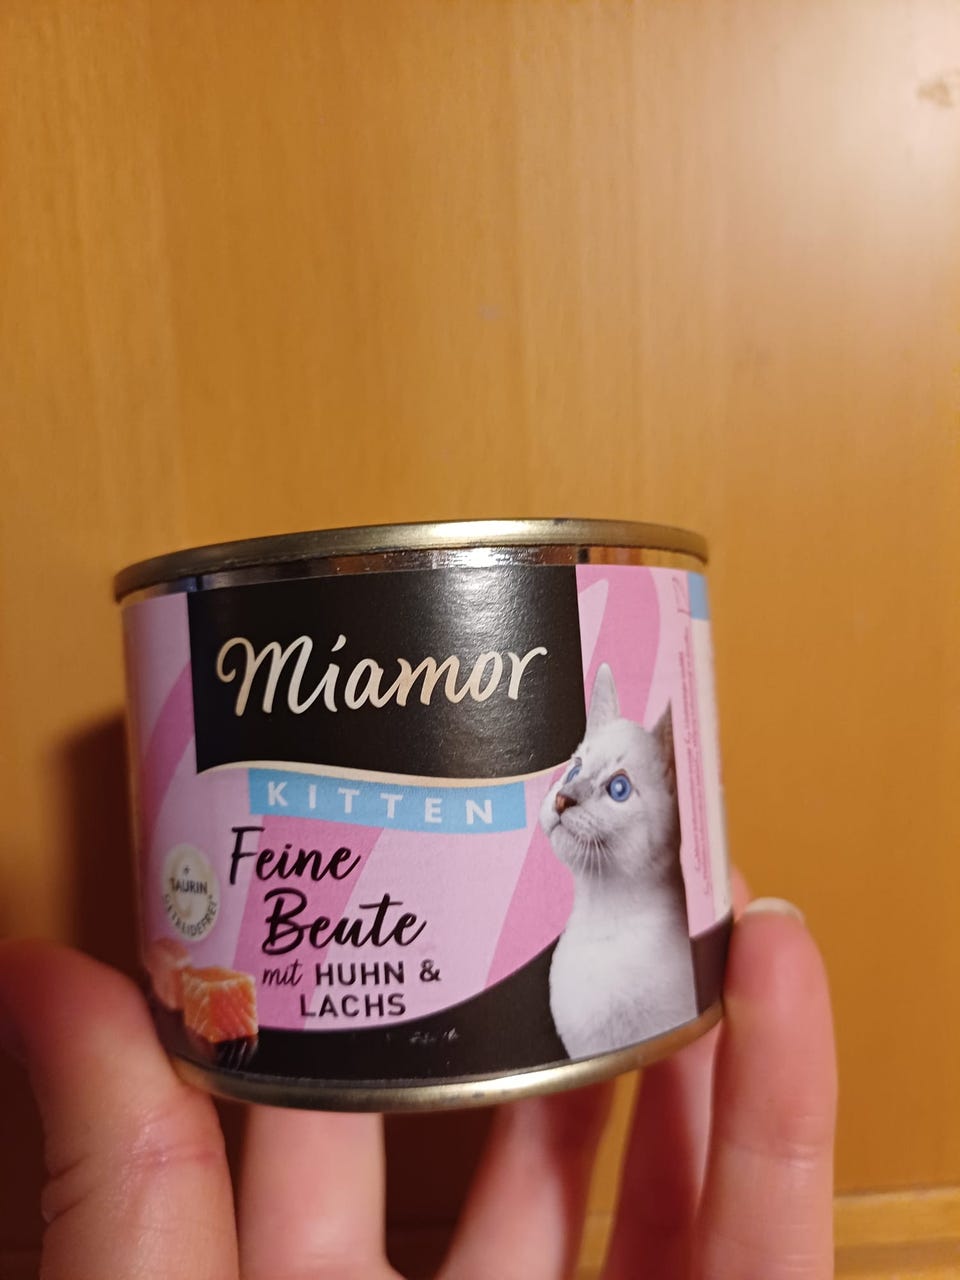 Miamor
KITTEN
Feine
Beute
mit HUHN &
LACHS
+
TAURIN
GETREIDEFREI